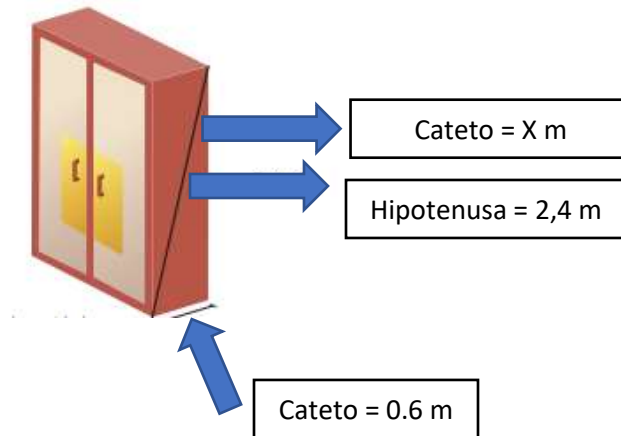 Cateto = X m
Hipotenusa = 2,4 m
Cateto = 0.6 m